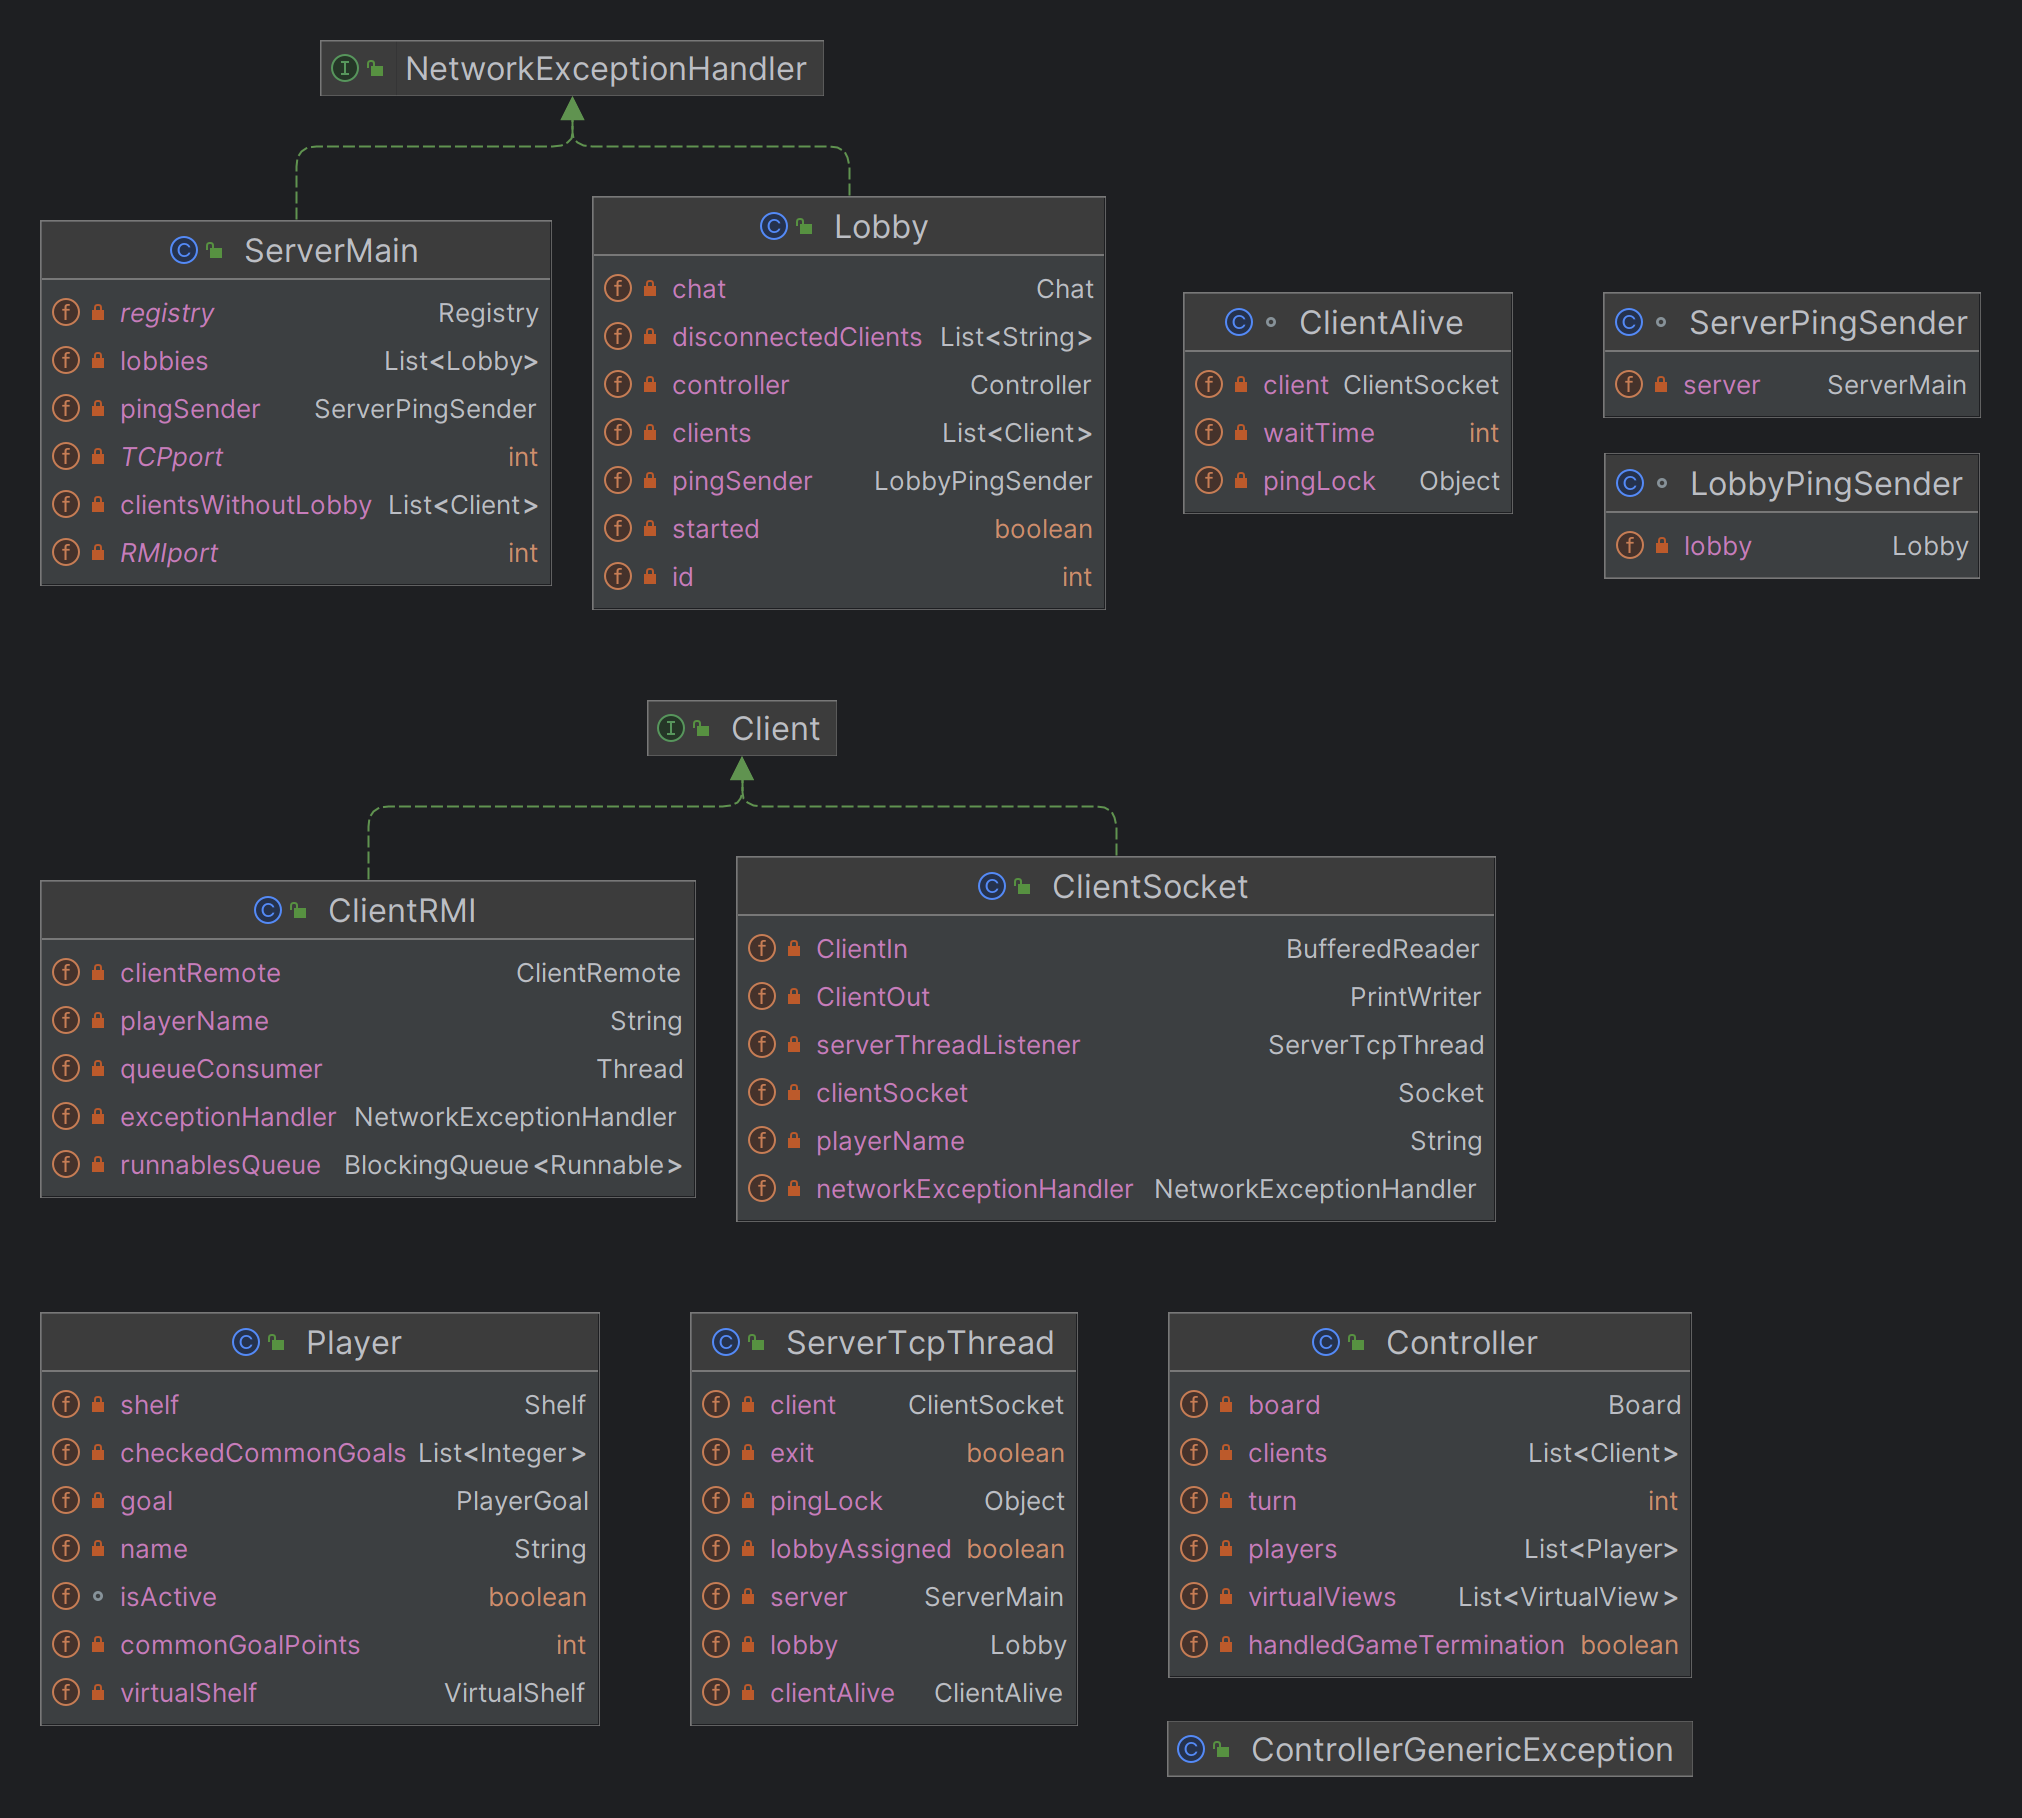 NetworkExceptionHandler
ServerMain
registry Registry
lobbies List<Lobby>
pingSender ServerPingSender
TCPport int
clientsWithoutLobby List<Client>
RMIport int
Lobby
chat Chat
disconnectedClients List<String>
controller Controller
clients List<Client>
pingSender LobbyPingSender
started boolean
id int
ClientAlive
client ClientSocket
waitTime int
pingLock Object
ServerPingSender
server ServerMain
LobbyPingSender
lobby Lobby
Client
ClientRMI
clientRemote ClientRemote
playerName String
queueConsumer Thread
exceptionHandler NetworkExceptionHandler
runnablesQueue BlockingQueue<Runnable>
ClientSocket
ClientIn BufferedReader
ClientOut PrintWriter
serverThreadListener ServerTcpThread
clientSocket Socket
playerName String
networkExceptionHandler NetworkExceptionHandler
Player
shelf Shelf
checkedCommonGoals List<Integer>
goal PlayerGoal
name String
isActive boolean
commonGoalPoints int
virtualShelf VirtualShelf
ServerTcpThread
client ClientSocket
exit boolean
pingLock Object
lobbyAssigned boolean
server ServerMain
lobby Lobby
clientAlive ClientAlive
Controller
board Board
clients List<Client>
turn int
players List<Player>
virtualViews List<VirtualView>
handledGameTermination boolean
ControllerGenericException